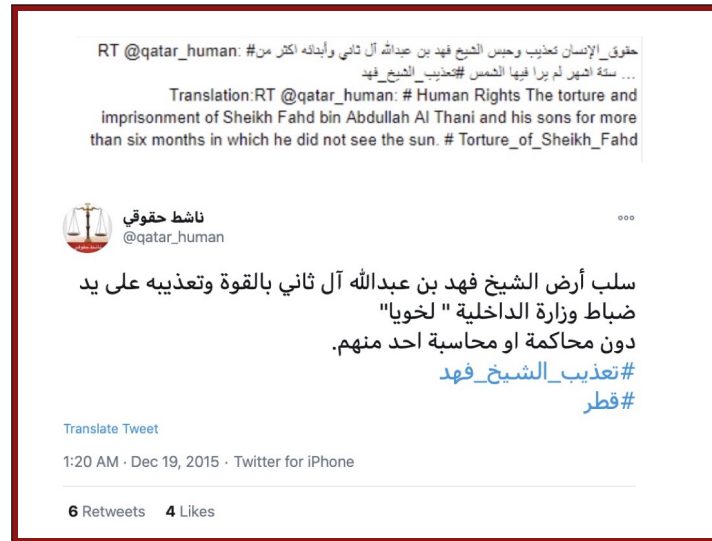 RT @qatar_human: #حقوق_الإنسان تعذيب وحبس الشيخ فهد بن عبدالله آل ثاني وأبنائه اكثر من
ستة اشهر لم يرا فيها الشمس #تعذيب_الشيخ_فهد ...
Translation:RT @qatar_human: # Human Rights The torture and
imprisonment of Sheikh Fahd bin Abdullah Al Thani and his sons for more
than six months in which he did not see the sun. # Torture_of_Sheikh_Fahd
ناشط حقوقي
@qatar_human
سلب أرض الشيخ فهد بن عبدالله آل ثاني بالقوة وتعذيبه على يد
ضباط وزارة الداخلية " لخويا"
دون محاكمة او محاسبة احد منهم.
#تعذيب_الشيخ_فهد
#قطر
Translate Tweet
1:20 AM · Dec 19, 2015 · Twitter for iPhone
6 Retweets 4 Likes